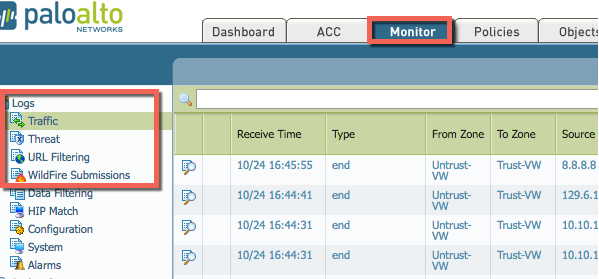 paloalto
NETWORKS
Dashboard ACC Monitor Policies Objects
Logs
Traffic
Threat
URL Filtering
WildFire Submissions
Data Filtering
HIP Match
Configuration
System
Alarms
Receive Time Type From Zone To Zone Source
10/24 16:45:55 end Untrust-VW Trust-VW 8.8.8.8
10/24 16:44:41 end Untrust-VW Trust-VW 129.6.1
10/24 16:44:31 end Untrust-VW Trust-VW 10.10.1
10/24 16:44:31 end Untrust-VW Trust-VW 10.10.1